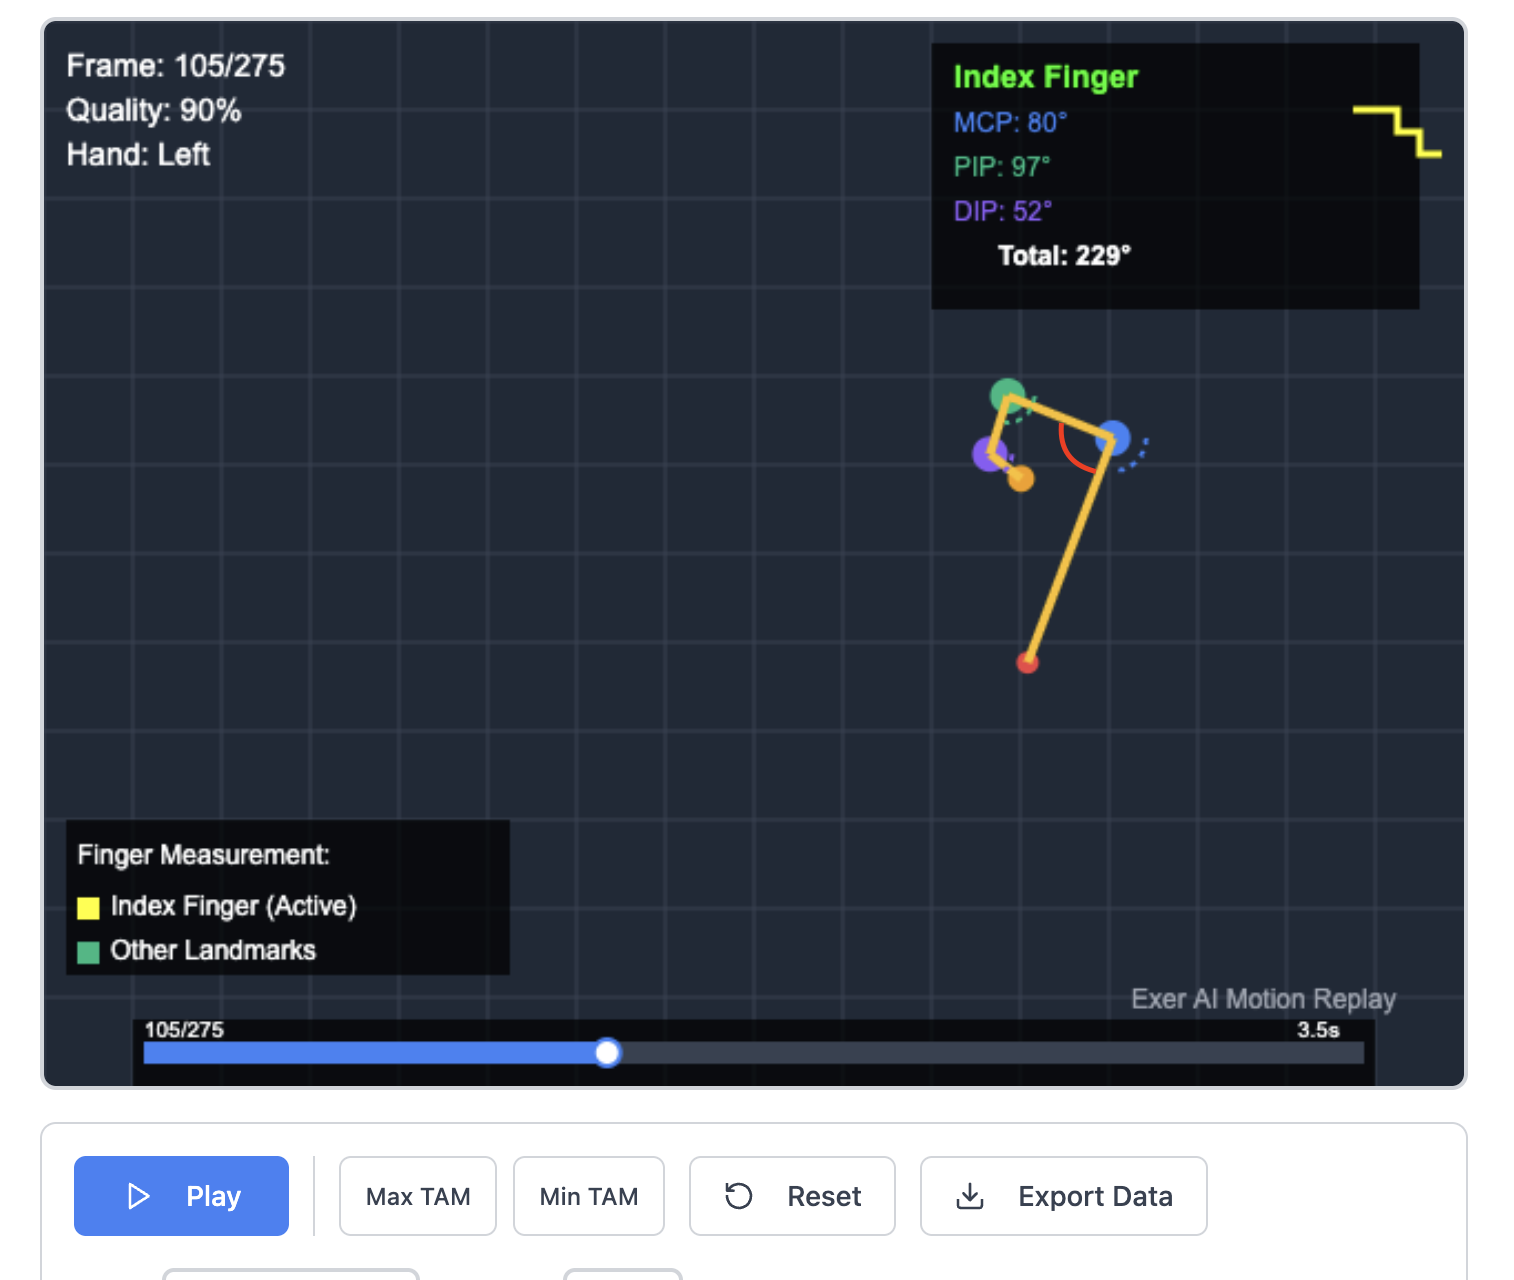 Frame: 105/275
Quality: 90%
Hand: Left
Index Finger
MCP: 80°
PIP: 97°
DIP: 52°
Total: 229°
Finger Measurement:
Index Finger (Active)
Other Landmarks
Exer AI Motion Replay
105/275
3.5s
Play
Max TAM
Min TAM
Reset
Export Data